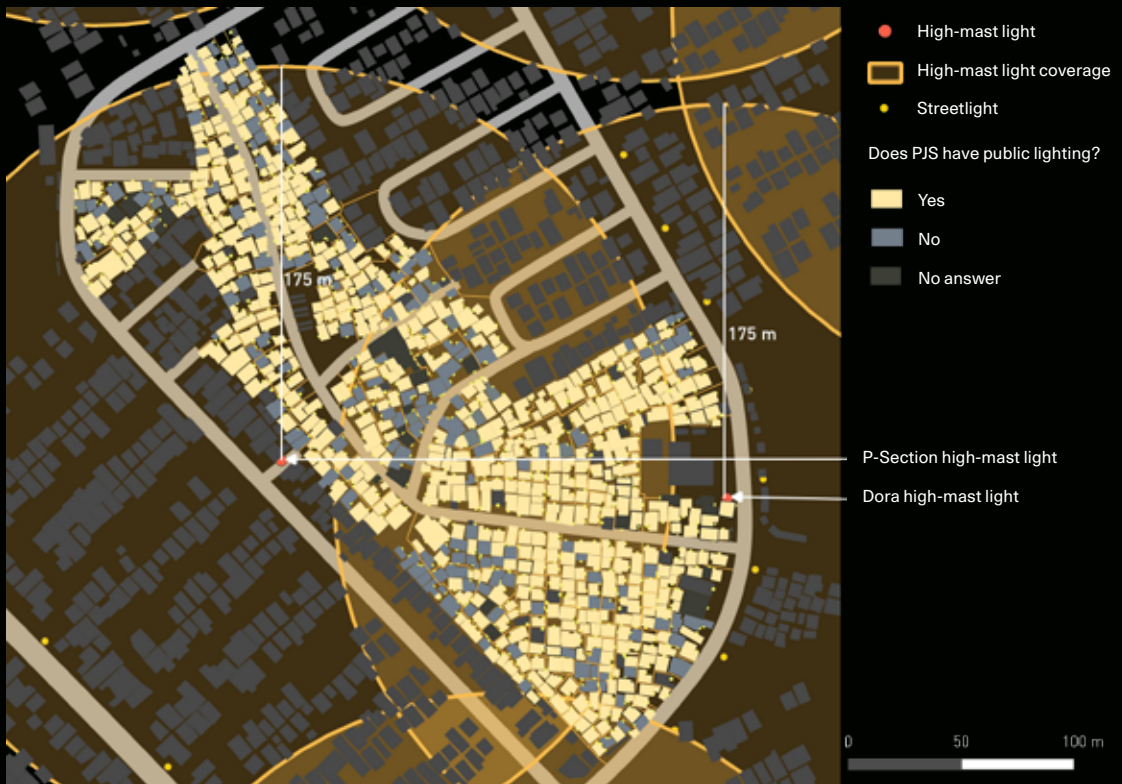 High-mast light
High-mast light coverage
Streetlight
Does PJS have public lighting?
Yes
No
No answer
175 m
175 m
P-Section high-mast light
Dora high-mast light
0 50 100 m